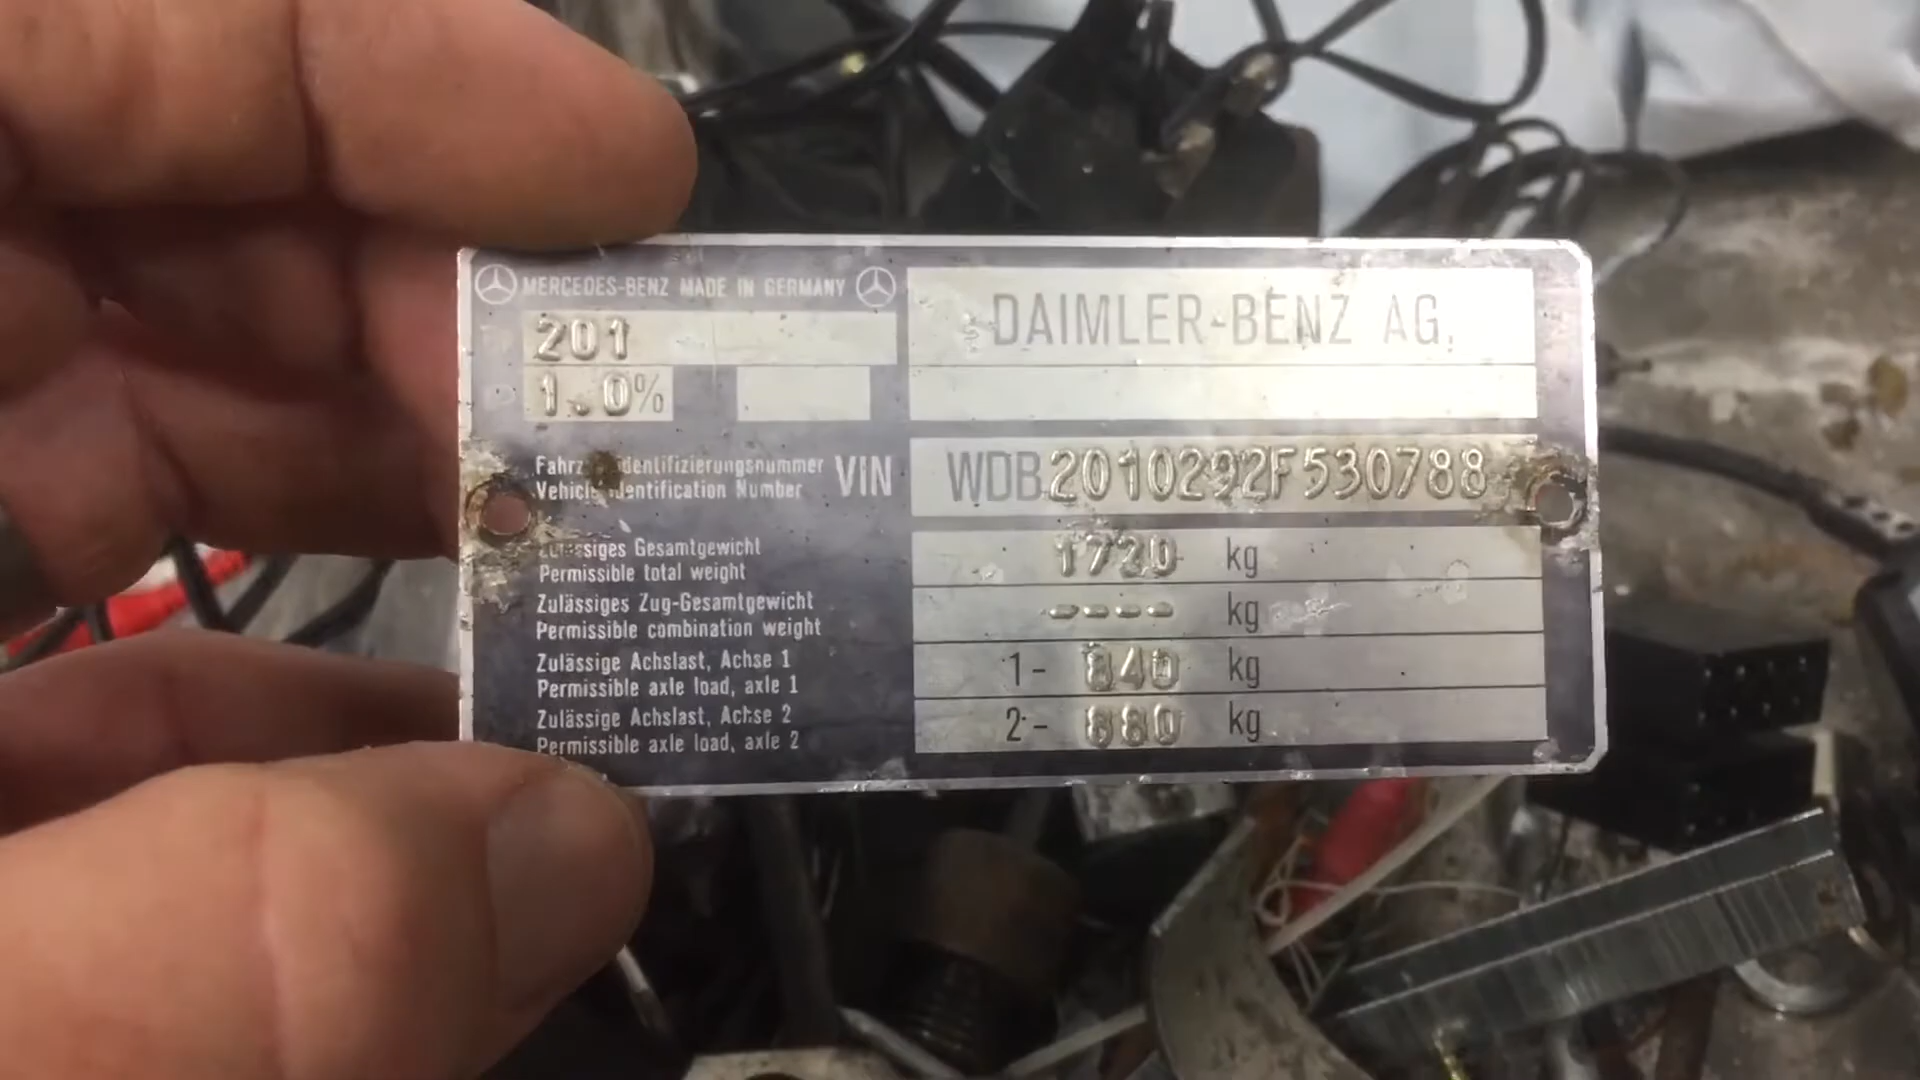 MERCEDES-BENZ MADE IN GERMANY
DAIMLER-BENZ AG,
201
1.0%
Fahrz identifizierungsnummer
Vehicle Identification Number
VIN
WDB2010292F530788
Zulässiges Gesamtgewicht
Permissible total weight
1720 kg
Zulässiges Zug-Gesamtgewicht
Permissible combination weight
---- kg
Zulässige Achslast, Achse 1
Permissible axle load, axle 1
1- 840 kg
Zulässige Achslast, Achse 2
Permissible axle load, axle 2
2- 880 kg